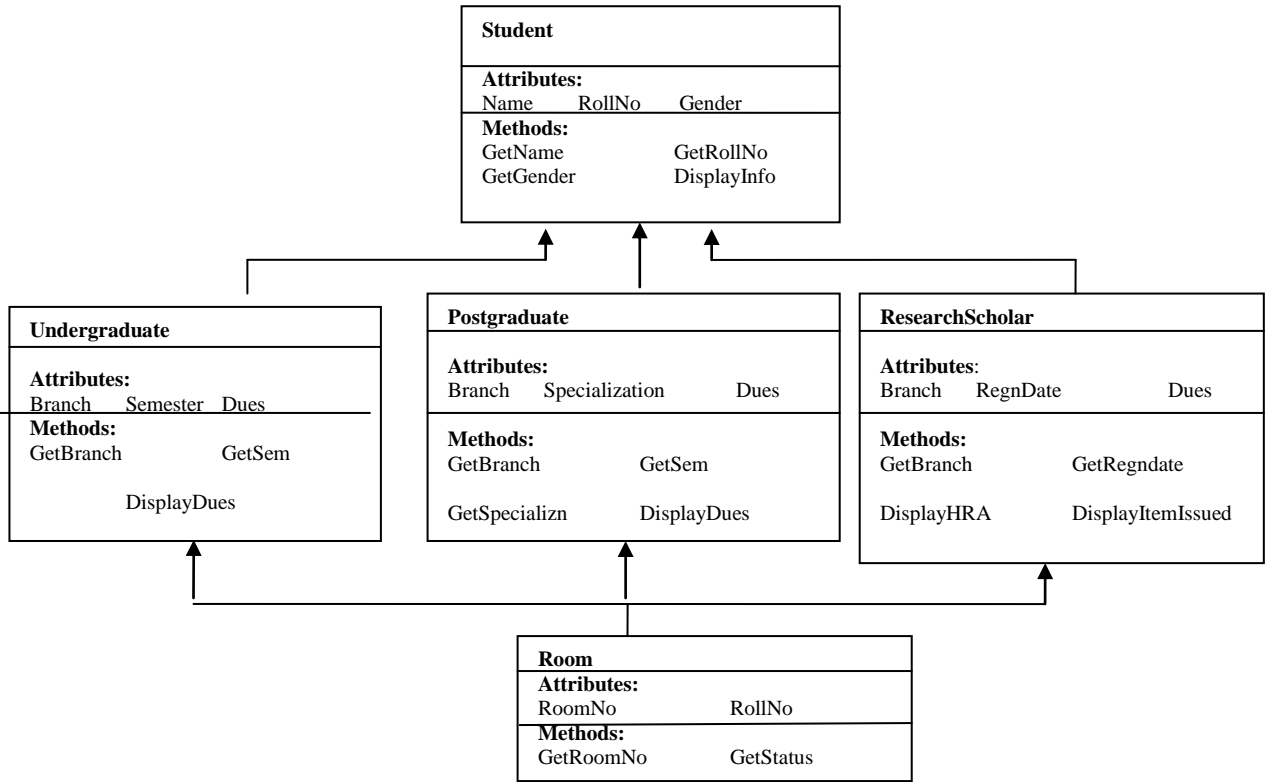 Student
Attributes:
Name RollNo Gender
Methods:
GetName GetRollNo
GetGender DisplayInfo
Undergraduate
Attributes:
Branch Semester Dues
Methods:
GetBranch GetSem
DisplayDues
Postgraduate
Attributes:
Branch Specialization Dues
Methods:
GetBranch GetSem
GetSpecializn DisplayDues
ResearchScholar
Attributes:
Branch RegnDate Dues
Methods:
GetBranch GetRegndate
DisplayHRA DisplayItemIssued
Room
Attributes:
RoomNo RollNo
Methods:
GetRoomNo GetStatus